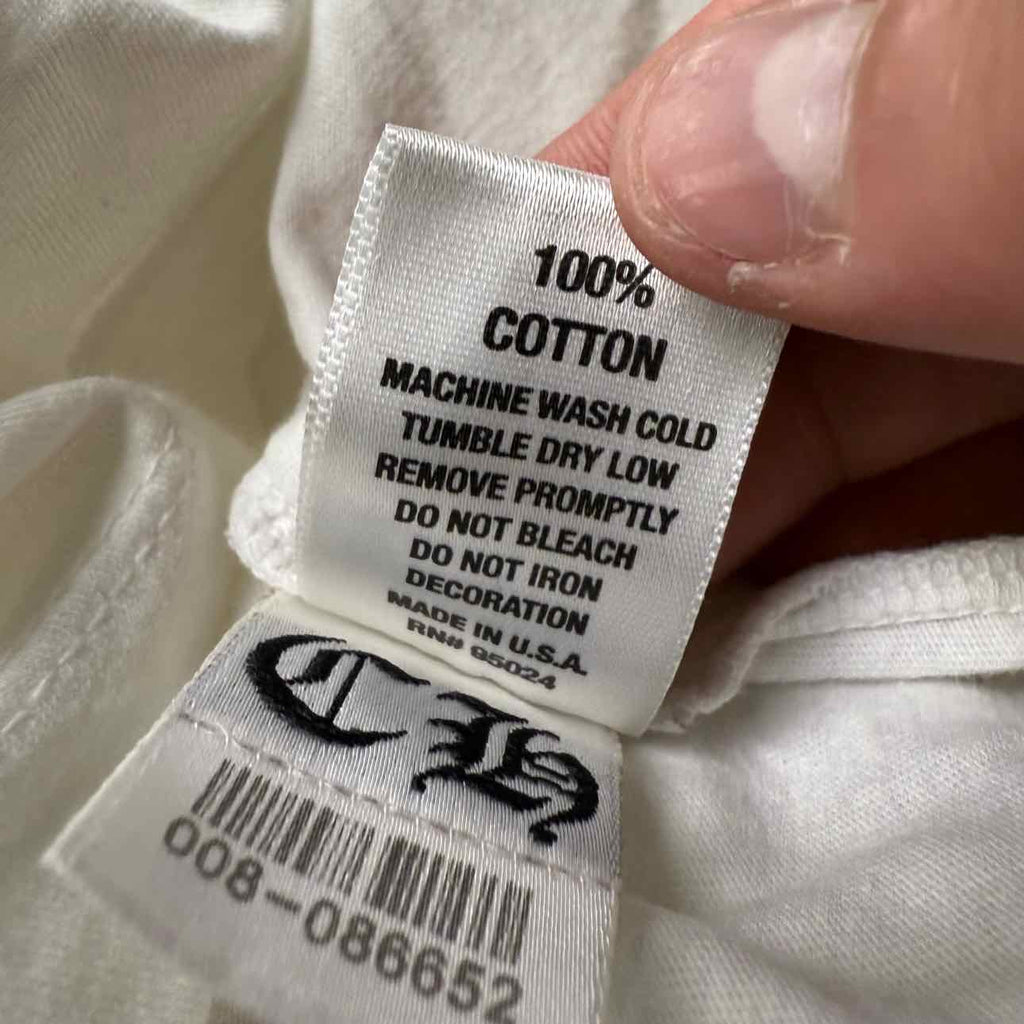 100%
COTTON
MACHINE WASH COLD
TUMBLE DRY LOW
REMOVE PROMPTLY
DO NOT BLEACH
DO NOT IRON
DECORATION
MADE IN U.S.A.
RN# 95024
CH
008-086652